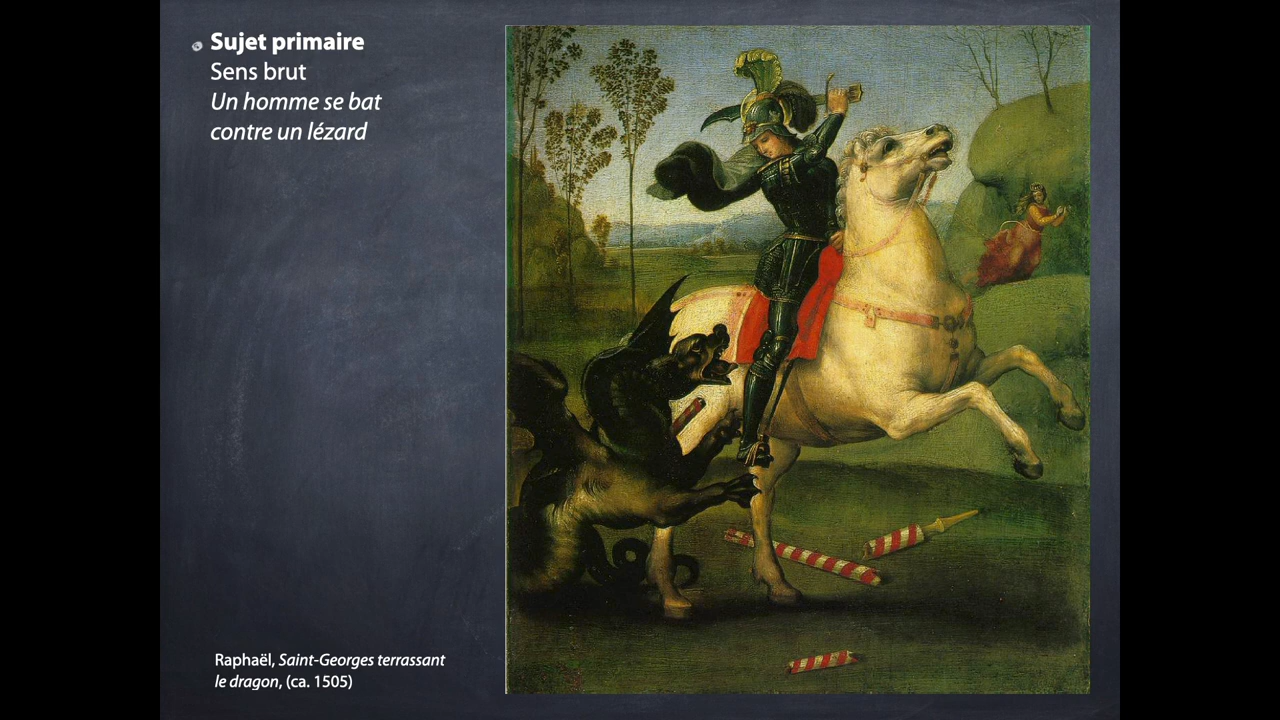 Sujet primaire
Sens brut
Un homme se bat
contre un lézard
Raphaël, Saint-Georges terrassant
le dragon, (ca. 1505)